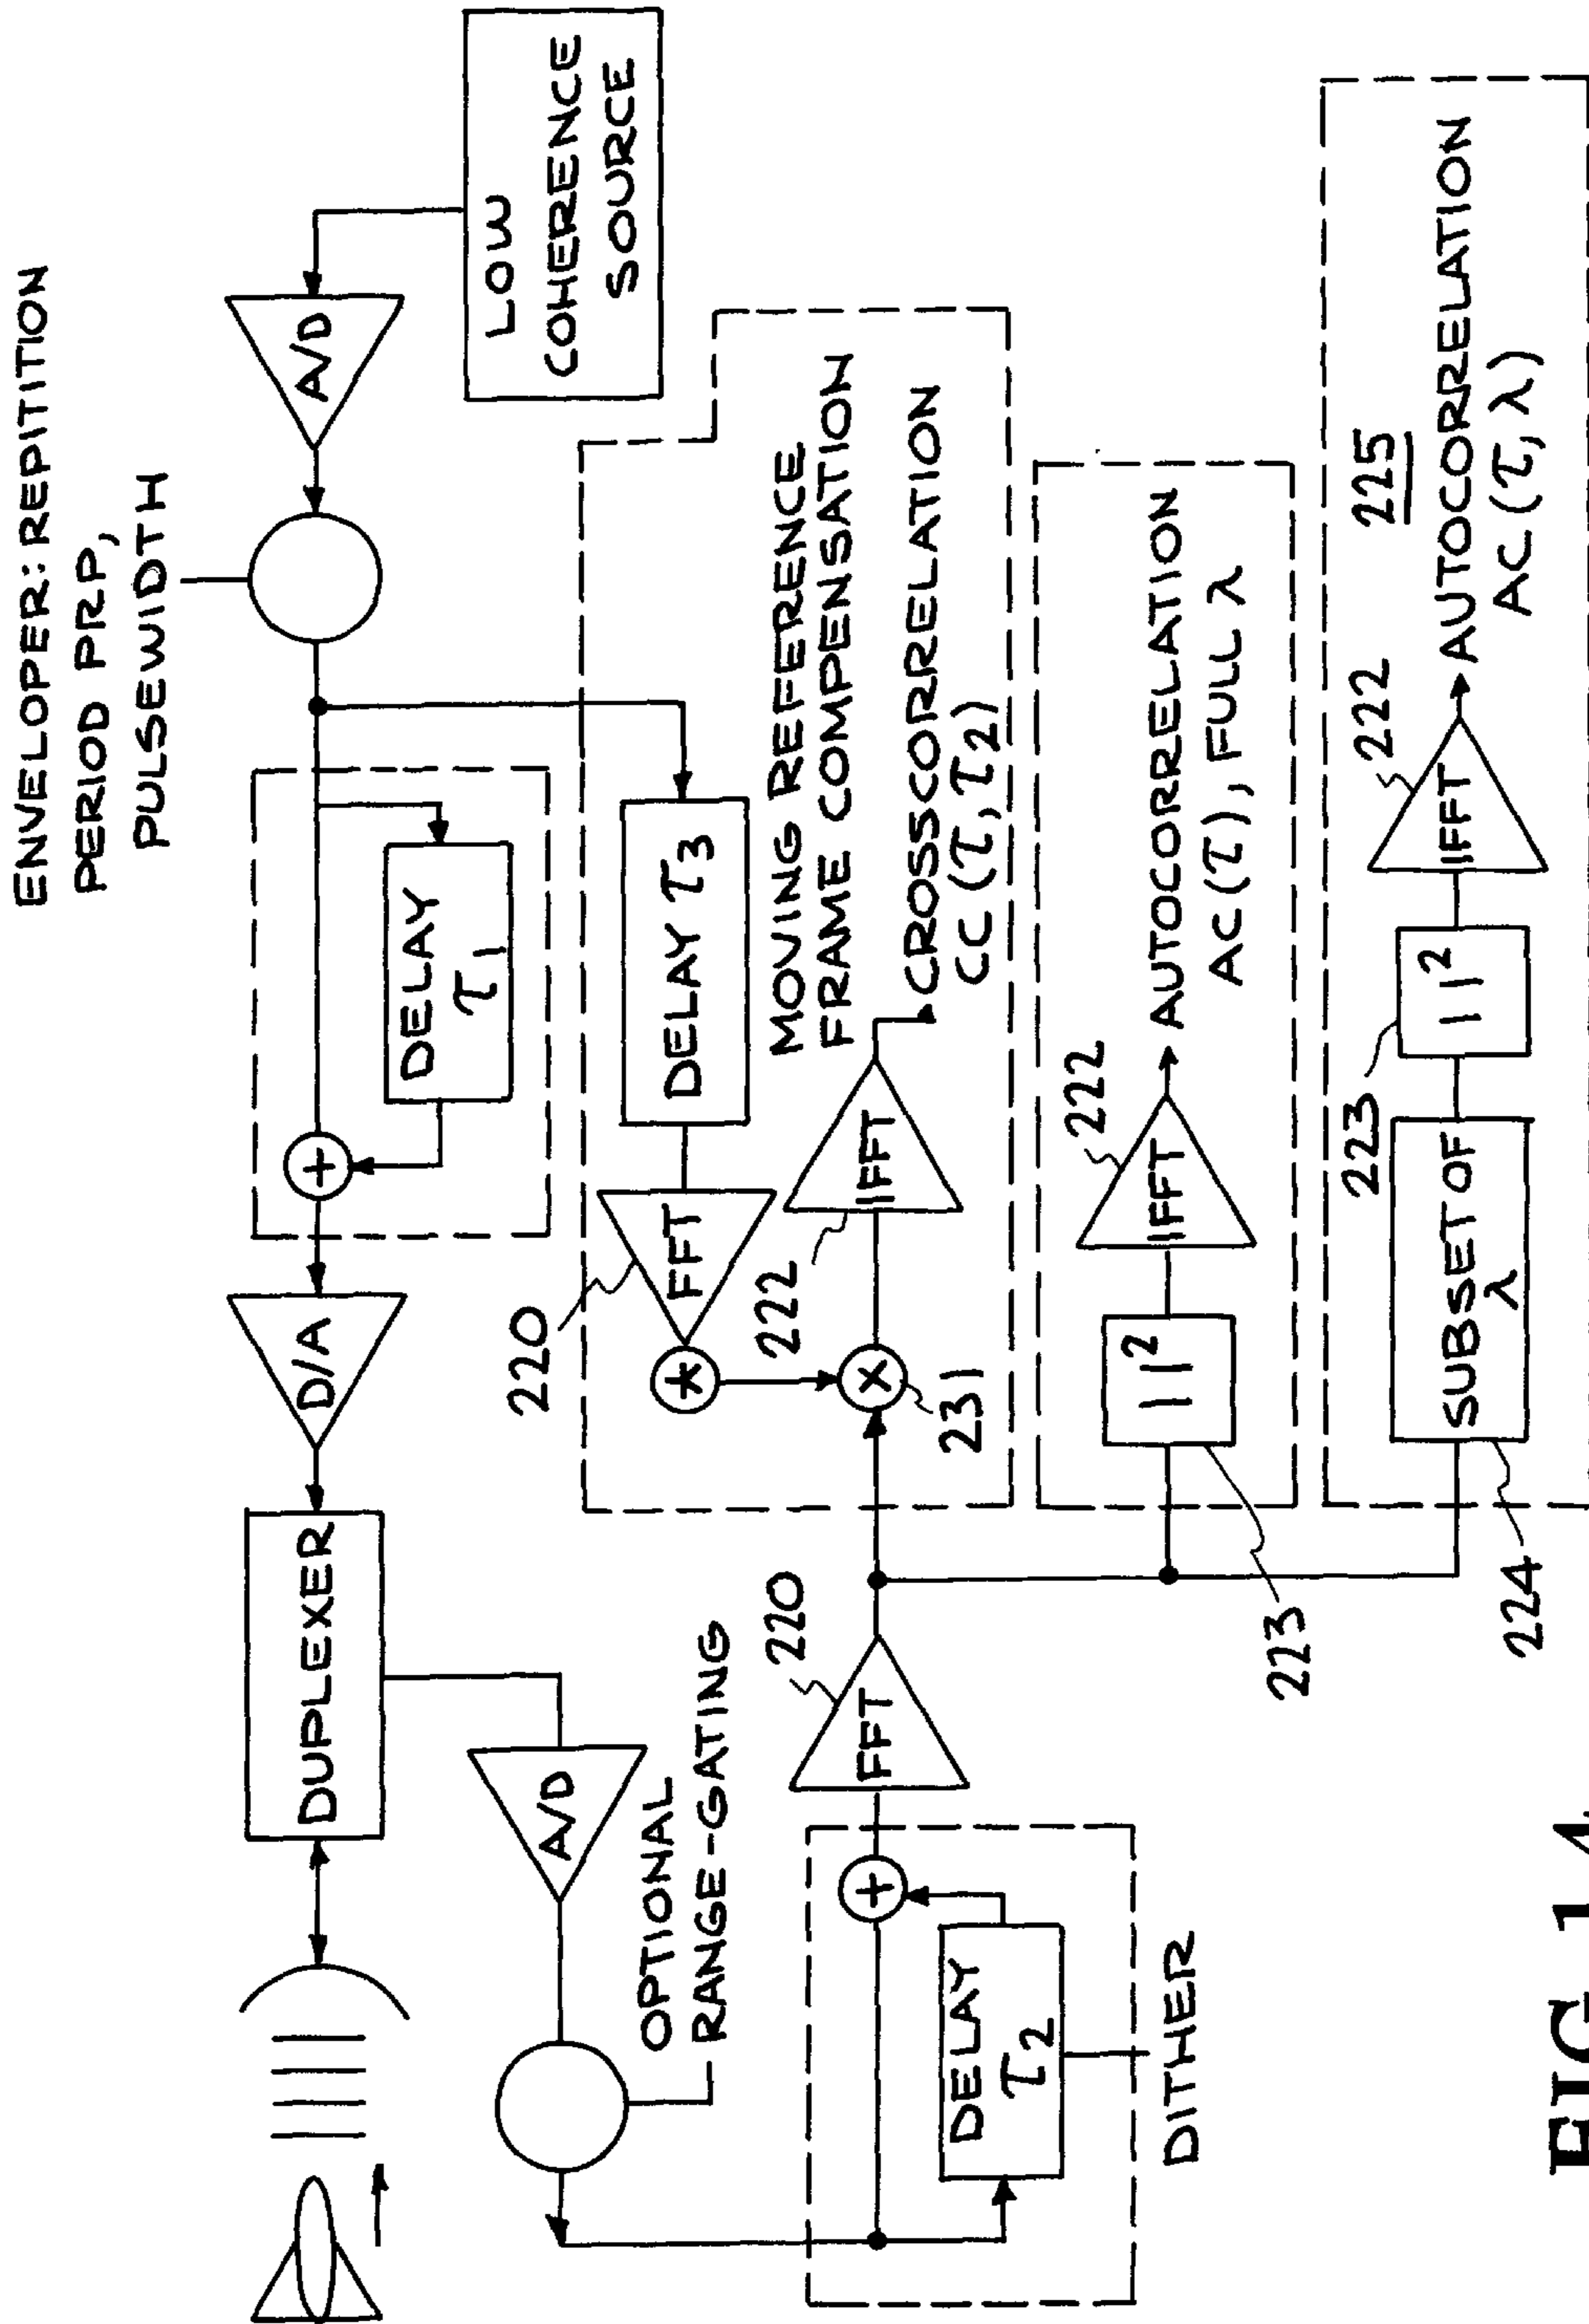 ENVELOPER: REPITITION
PERIOD PRP,
PULSEWIDTH
A/D
LOW
COHERENCE
SOURCE
DELAY
τ1
+
D/A
DUPLEXER
A/D
OPTIONAL
RANGE-GATING
DELAY τ3
FFT
220
*
MOVING REFERENCE
FRAME COMPENSATION
×
231
IFFT
222
CROSSCORRELATION
CC (τ, τ2)
DELAY
τ2
+
DITHER
FFT
220
| |²
223
IFFT
222
AUTOCORRELATION
AC (τ), FULL λ
225
SUBSET OF
λ
224
| |²
223
IFFT
222
AUTOCORRELATION
AC (τ, λ)
FIG. 14